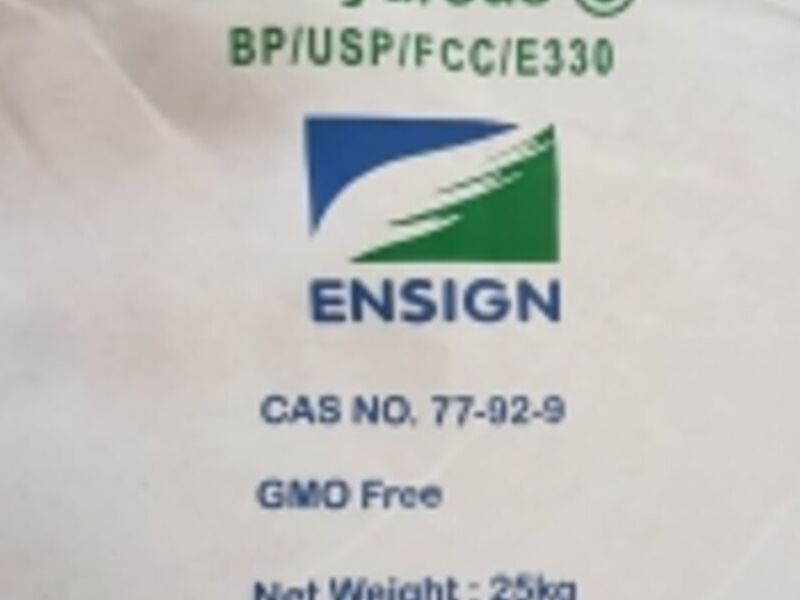 BP/USP/FCC/E330
ENSIGN
CAS NO. 77-92-9
GMO Free
Net Weight : 25kg